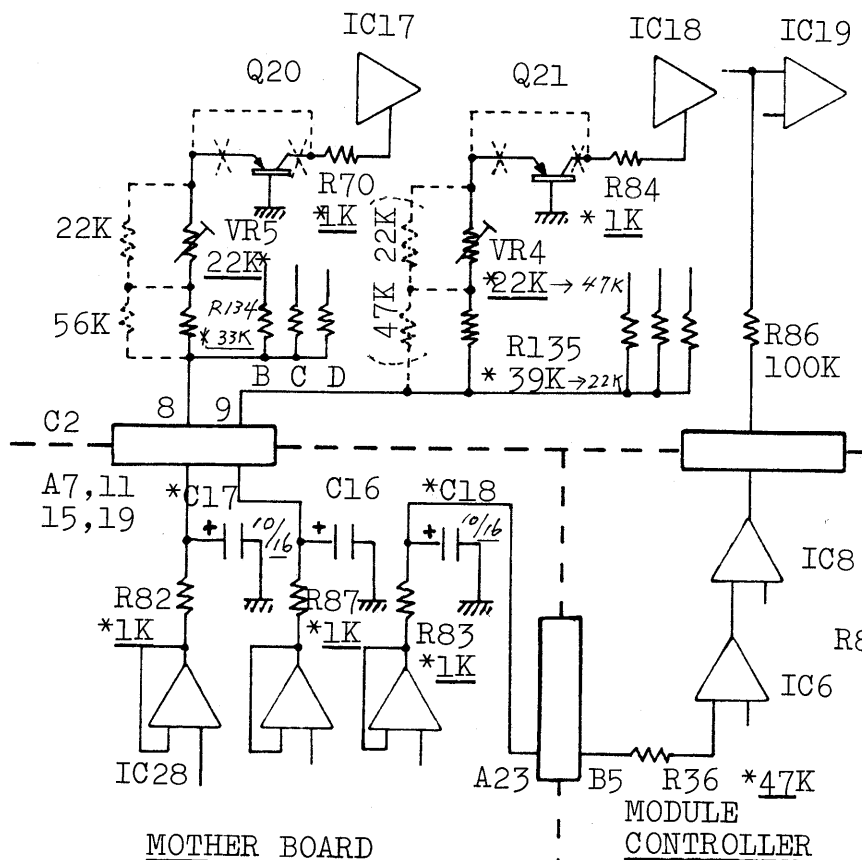 IC17
IC18
IC19
Q20
Q21
R70
*1K
R84
*1K
22K
VR5
22K*
22K
VR4
*22K→47K
56K
R134
*33K
47K
R135
*39K→22K
R86
100K
B C D
8
9
C2
A7,11
15,19
*C17
10/16
C16
*C18
10/16
IC8
R82
*1K
R87
*1K
R83
*1K
R8
IC6
IC28
A23
B5
R36
*47K
MOTHER BOARD
MODULE
CONTROLLER